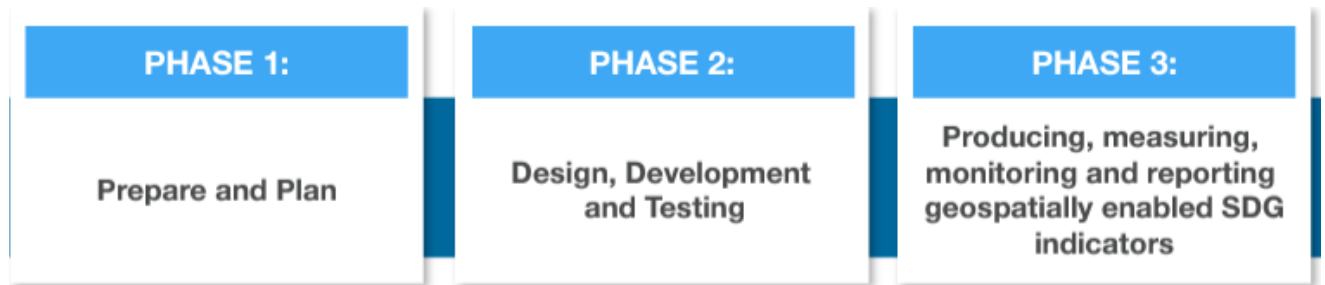 PHASE 1:
Prepare and Plan
PHASE 2:
Design, Development
and Testing
PHASE 3:
Producing, measuring,
monitoring and reporting
geospatially enabled SDG
indicators